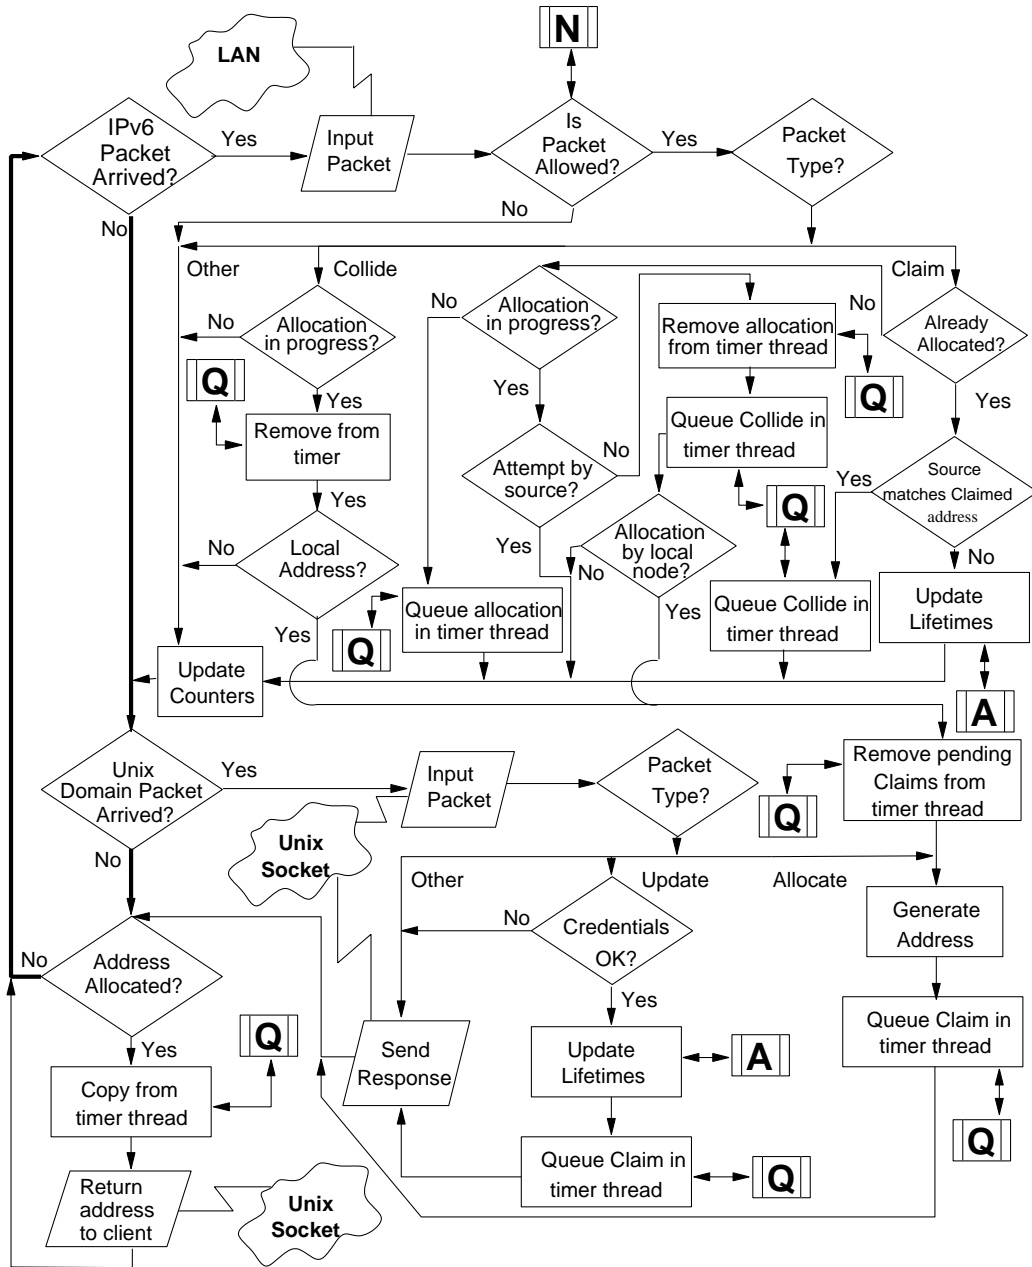 N
LAN
IPv6
Packet
Arrived?
Yes
Input
Packet
Is
Packet
Allowed?
Yes
Packet
Type?
No
No
Other
Collide
Claim
No
Allocation
in progress?
No
Allocation
in progress?
Remove allocation
from timer thread
No
Already
Allocated?
Q
Q
Yes
Yes
Yes
Remove from
timer
Queue Collide in
timer thread
No
Attempt by
source?
Yes
Source
matches Claimed
address
Yes
Q
No
Local
Address?
Yes
Allocation
by local
node?
No
No
Yes
Yes
Queue allocation
in timer thread
Queue Collide in
timer thread
Update
Lifetimes
Q
Update
Counters
A
Unix
Domain Packet
Arrived?
Yes
Input
Packet
Packet
Type?
Remove pending
Claims from
timer thread
Q
No
Unix
Socket
Other
Update
Allocate
No
Credentials
OK?
Generate
Address
No
Address
Allocated?
Yes
Yes
Q
Send
Response
Update
Lifetimes
A
Queue Claim in
timer thread
Copy from
timer thread
Q
Queue Claim in
timer thread
Q
Return
address
to client
Unix
Socket